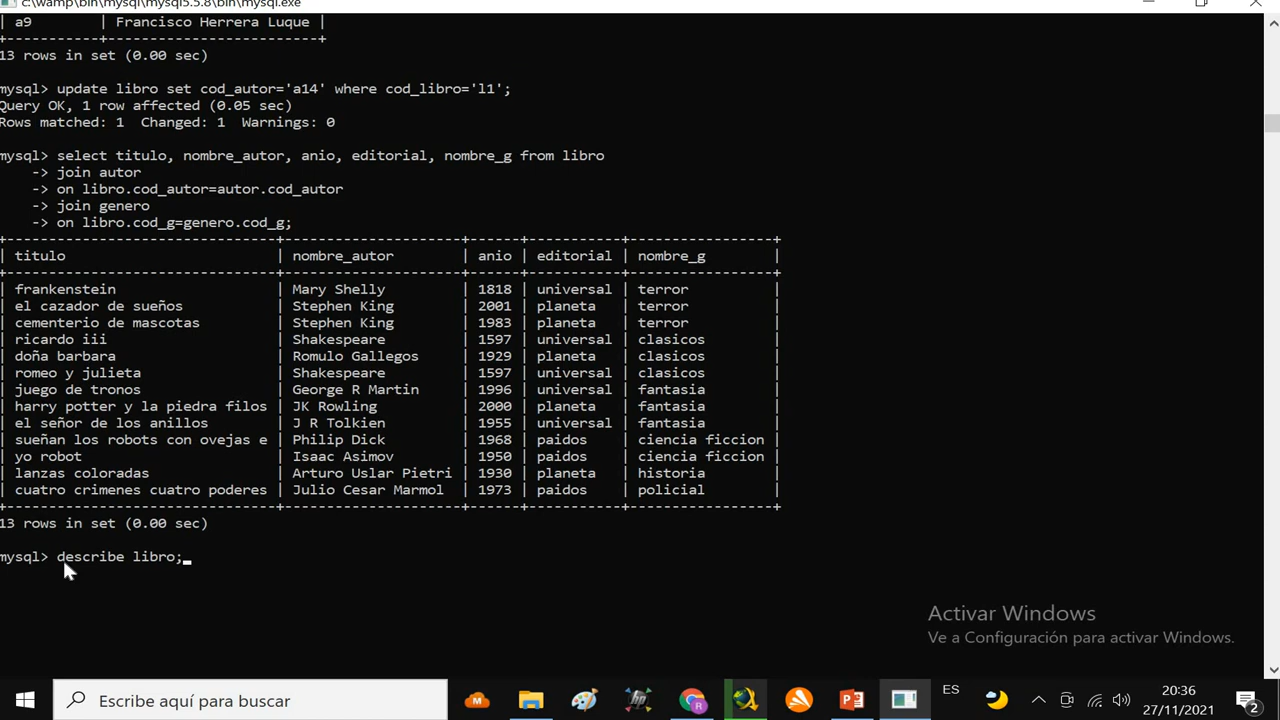 c:\wamp\bin\mysql\mysql5.5.8\bin\mysql.exe
| a9        | Francisco Herrera Luque |
+-----------+-------------------------+
13 rows in set (0.00 sec)
mysql> update libro set cod_autor='a14' where cod_libro='l1';
Query OK, 1 row affected (0.05 sec)
Rows matched: 1  Changed: 1  Warnings: 0
mysql> select titulo, nombre_autor, anio, editorial, nombre_g from libro
    -> join autor
    -> on libro.cod_autor=autor.cod_autor
    -> join genero
    -> on libro.cod_g=genero.cod_g;
+--------------------------------+---------------------+------+-----------+-----------------+
| titulo                         | nombre_autor        | anio | editorial | nombre_g        |
+--------------------------------+---------------------+------+-----------+-----------------+
| frankenstein                   | Mary Shelly         | 1818 | universal | terror          |
| el cazador de sueños           | Stephen King        | 2001 | planeta   | terror          |
| cementerio de mascotas         | Stephen King        | 1983 | planeta   | terror          |
| ricardo iii                    | Shakespeare         | 1597 | universal | clasicos        |
| doña barbara                   | Romulo Gallegos     | 1929 | planeta   | clasicos        |
| romeo y julieta                | Shakespeare         | 1597 | universal | clasicos        |
| juego de tronos                | George R Martin     | 1996 | universal | fantasia        |
| harry potter y la piedra filos | JK Rowling          | 2000 | planeta   | fantasia        |
| el señor de los anillos        | J R Tolkien         | 1955 | universal | fantasia        |
| sueñan los robots con ovejas e | Philip Dick         | 1968 | paidos    | ciencia ficcion |
| yo robot                       | Isaac Asimov        | 1950 | paidos    | ciencia ficcion |
| lanzas coloradas               | Arturo Uslar Pietri | 1930 | planeta   | historia        |
| cuatro crimenes cuatro poderes | Julio Cesar Marmol  | 1973 | paidos    | policial        |
+--------------------------------+---------------------+------+-----------+-----------------+
13 rows in set (0.00 sec)
mysql> describe libro;
Activar Windows
Ve a Configuración para activar Windows.
Escribe aquí para buscar
ES
20:36
27/11/2021
2